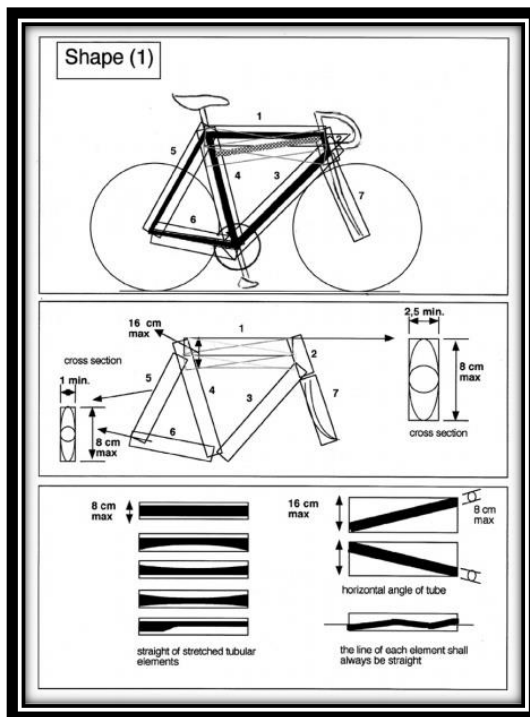 Shape (1)
1
2
3
4
5
6
7
16 cm
max
1
2
3
4
5
6
7
cross section
1 min.
8 cm
max
2,5 min.
8 cm
max
cross section
8 cm
max
straight of stretched tubular
elements
16 cm
max
8 cm
max
horizontal angle of tube
the line of each element shall
always be straight